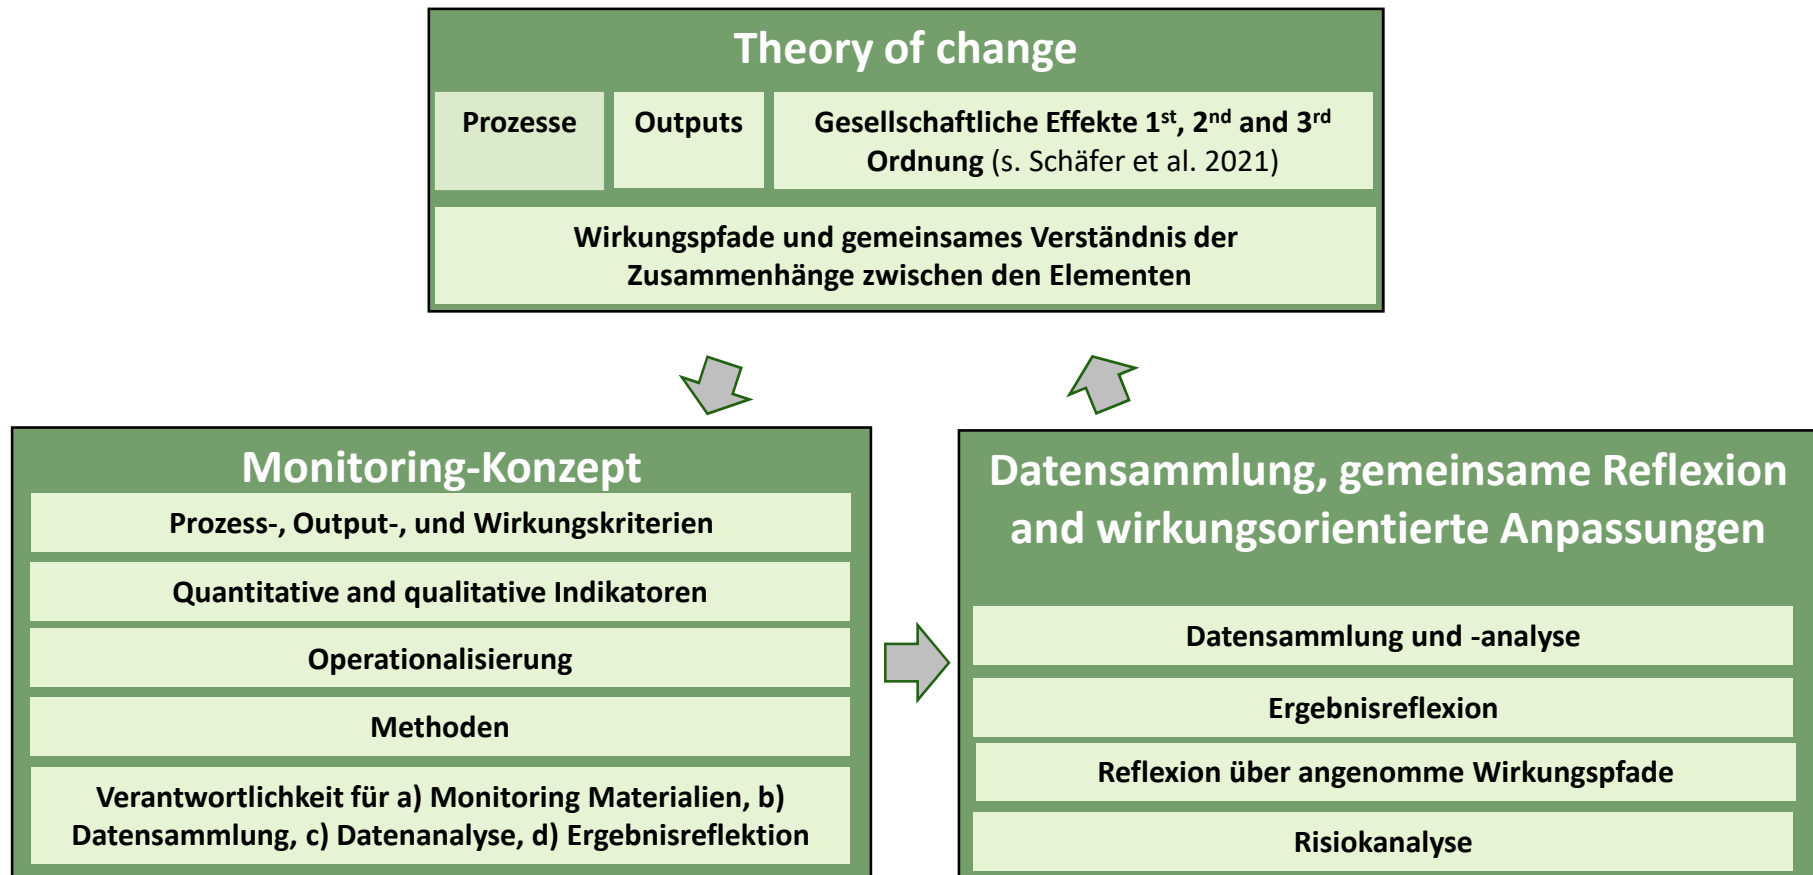 Theory of change
Prozesse
Outputs
Gesellschaftliche Effekte 1st, 2nd and 3rd
Ordnung (s. Schäfer et al. 2021)
Wirkungspfade und gemeinsames Verständnis der
Zusammenhänge zwischen den Elementen
Monitoring-Konzept
Prozess-, Output-, und Wirkungskriterien
Quantitative and qualitative Indikatoren
Operationalisierung
Methoden
Verantwortlichkeit für a) Monitoring Materialien, b)
Datensammlung, c) Datenanalyse, d) Ergebnisreflektion
Datensammlung, gemeinsame Reflexion
and wirkungsorientierte Anpassungen
Datensammlung und -analyse
Ergebnisreflexion
Reflexion über angenomme Wirkungspfade
Risiokanalyse